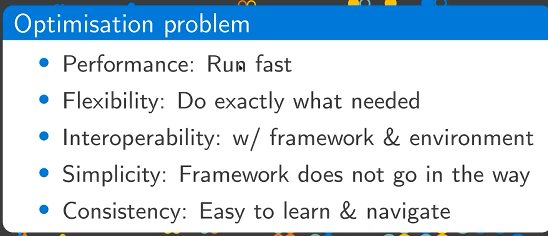 Optimisation problem
Performance: Run fast
Flexibility: Do exactly what needed
Interoperability: w/ framework & environment
Simplicity: Framework does not go in the way
Consistency: Easy to learn & navigate